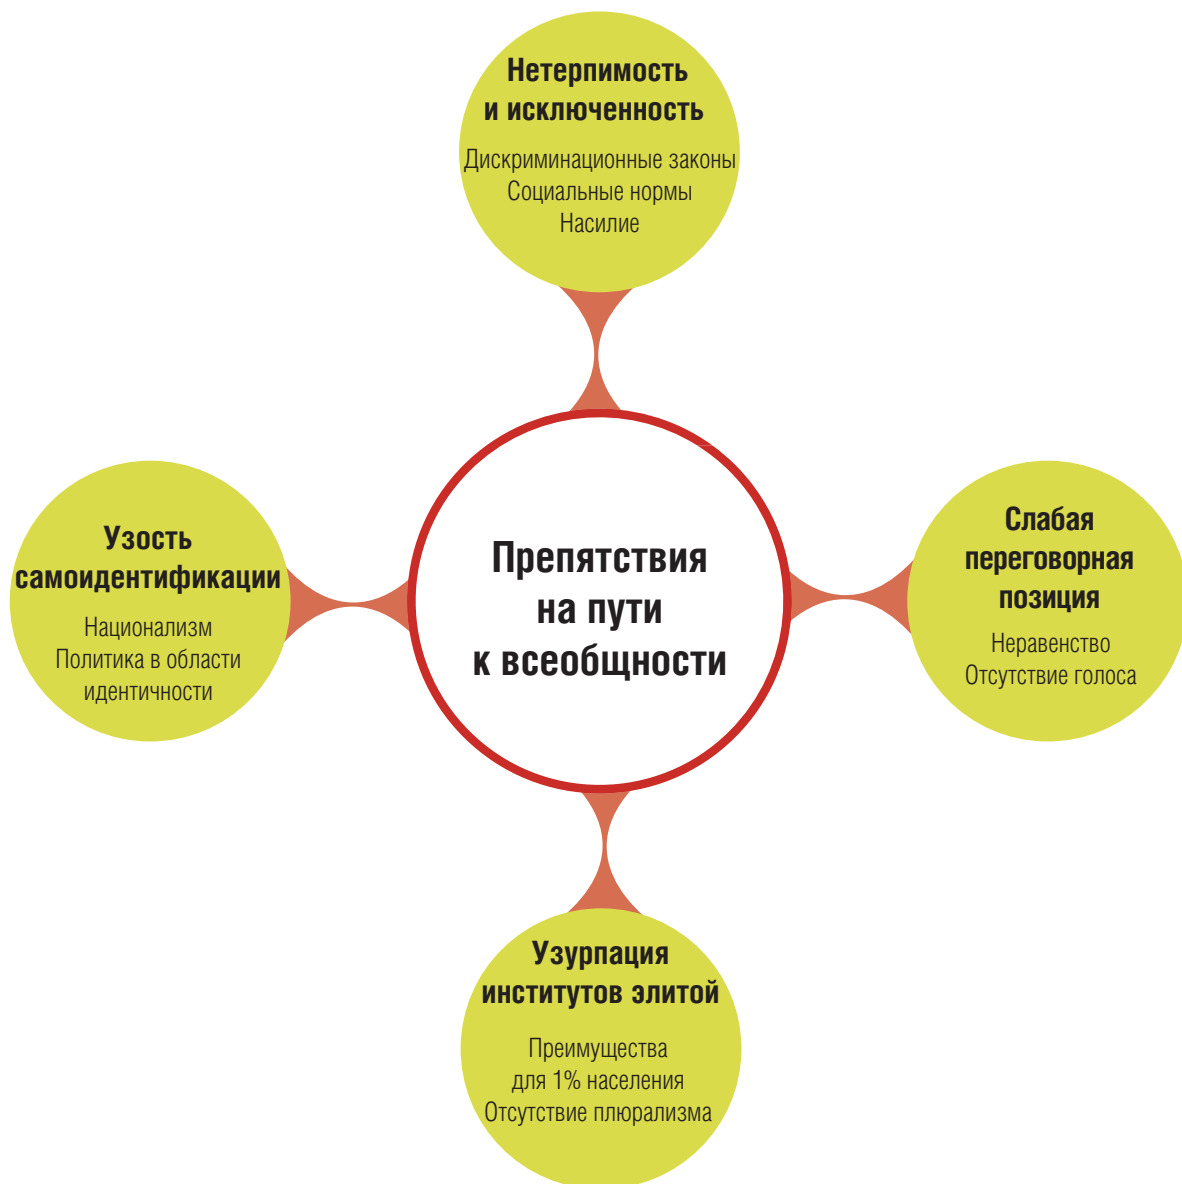 Нетерпимость
и исключенность
Дискриминационные законы
Социальные нормы
Насилие
Узость
самоидентификации
Национализм
Политика в области
идентичности
Препятствия
на пути
к всеобщности
Слабая
переговорная
позиция
Неравенство
Отсутствие голоса
Узурпация
институтов элитой
Преимущества
для 1% населения
Отсутствие плюрализма